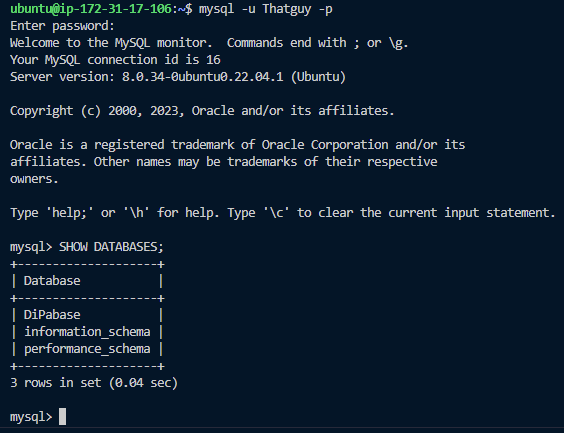 ubuntu@ip-172-31-17-106:~$ mysql -u Thatguy -p
Enter password:
Welcome to the MySQL monitor.  Commands end with ; or \g.
Your MySQL connection id is 16
Server version: 8.0.34-0ubuntu0.22.04.1 (Ubuntu)
Copyright (c) 2000, 2023, Oracle and/or its affiliates.
Oracle is a registered trademark of Oracle Corporation and/or its
affiliates. Other names may be trademarks of their respective
owners.
Type 'help;' or '\h' for help. Type '\c' to clear the current input statement.
mysql> SHOW DATABASES;
+--------------------+
| Database           |
+--------------------+
| DiPabase           |
| information_schema |
| performance_schema |
+--------------------+
3 rows in set (0.04 sec)
mysql>